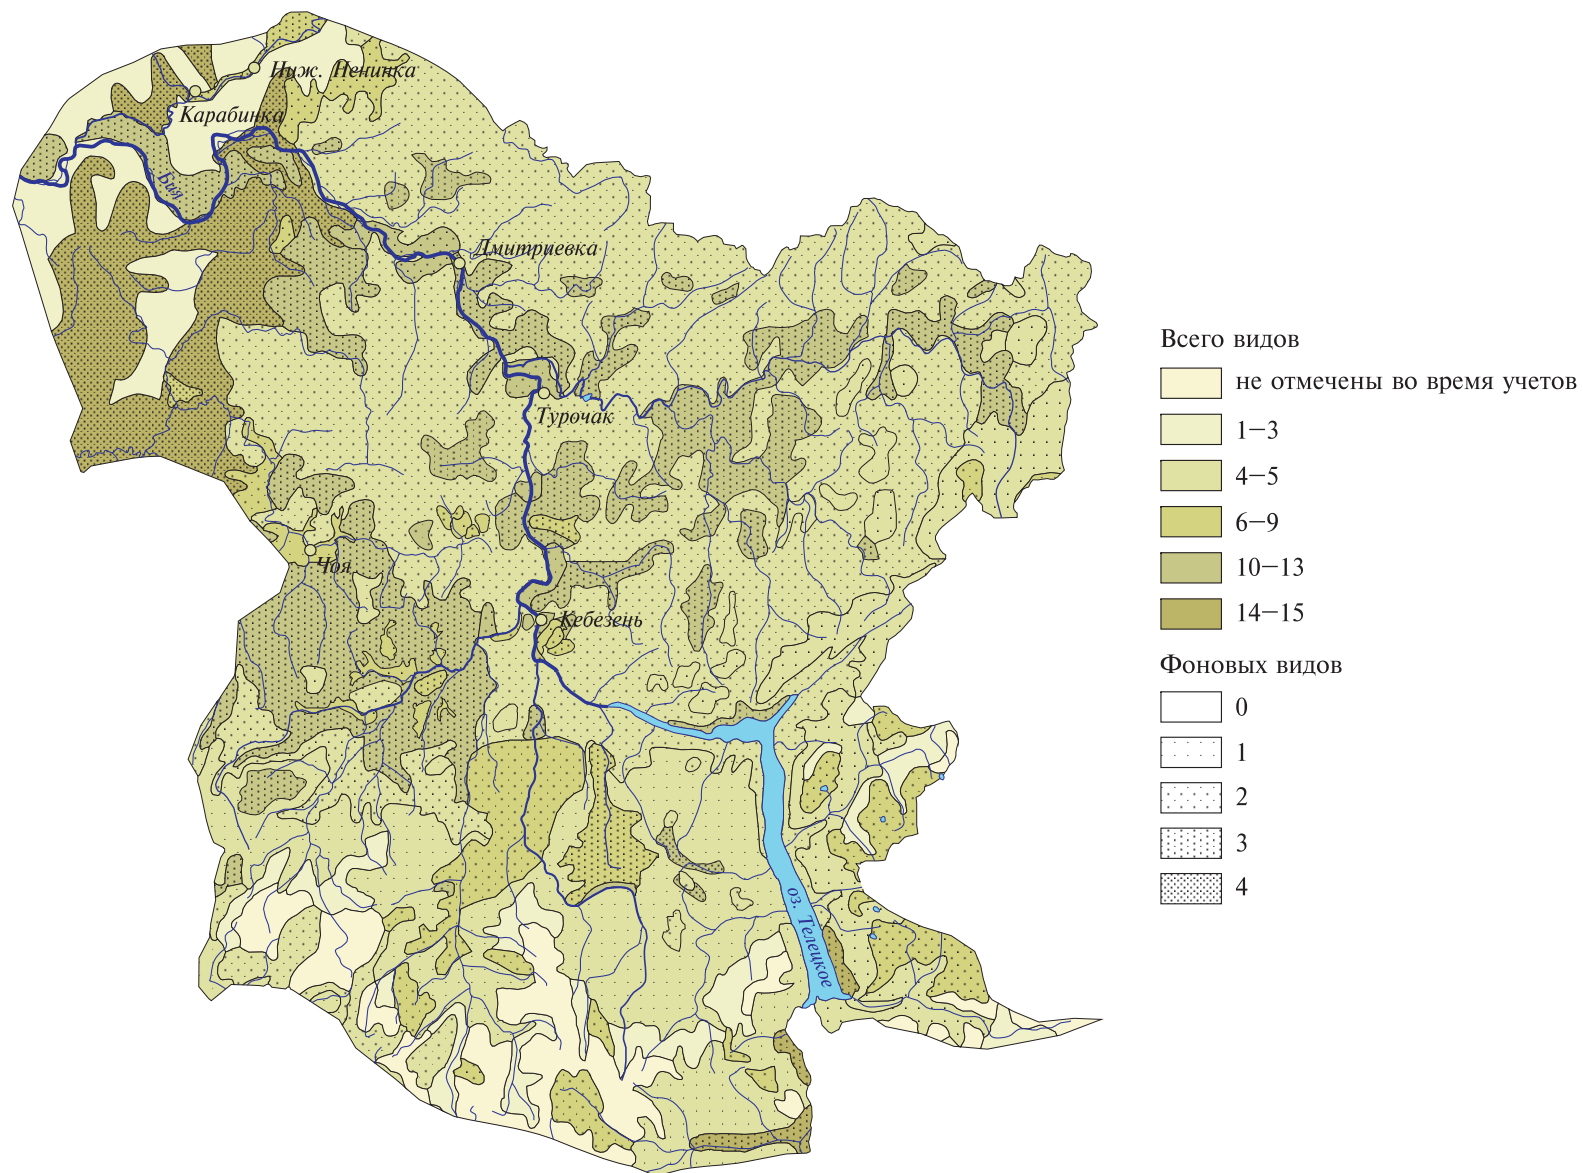 Ниж. Ненинка
Карабинка
Бия
Дмитриевка
Турочак
Чоя
Кебезень
оз. Телецкое
Всего видов
не отмечены во время учетов
1–3
4–5
6–9
10–13
14–15
Фоновых видов
0
1
2
3
4